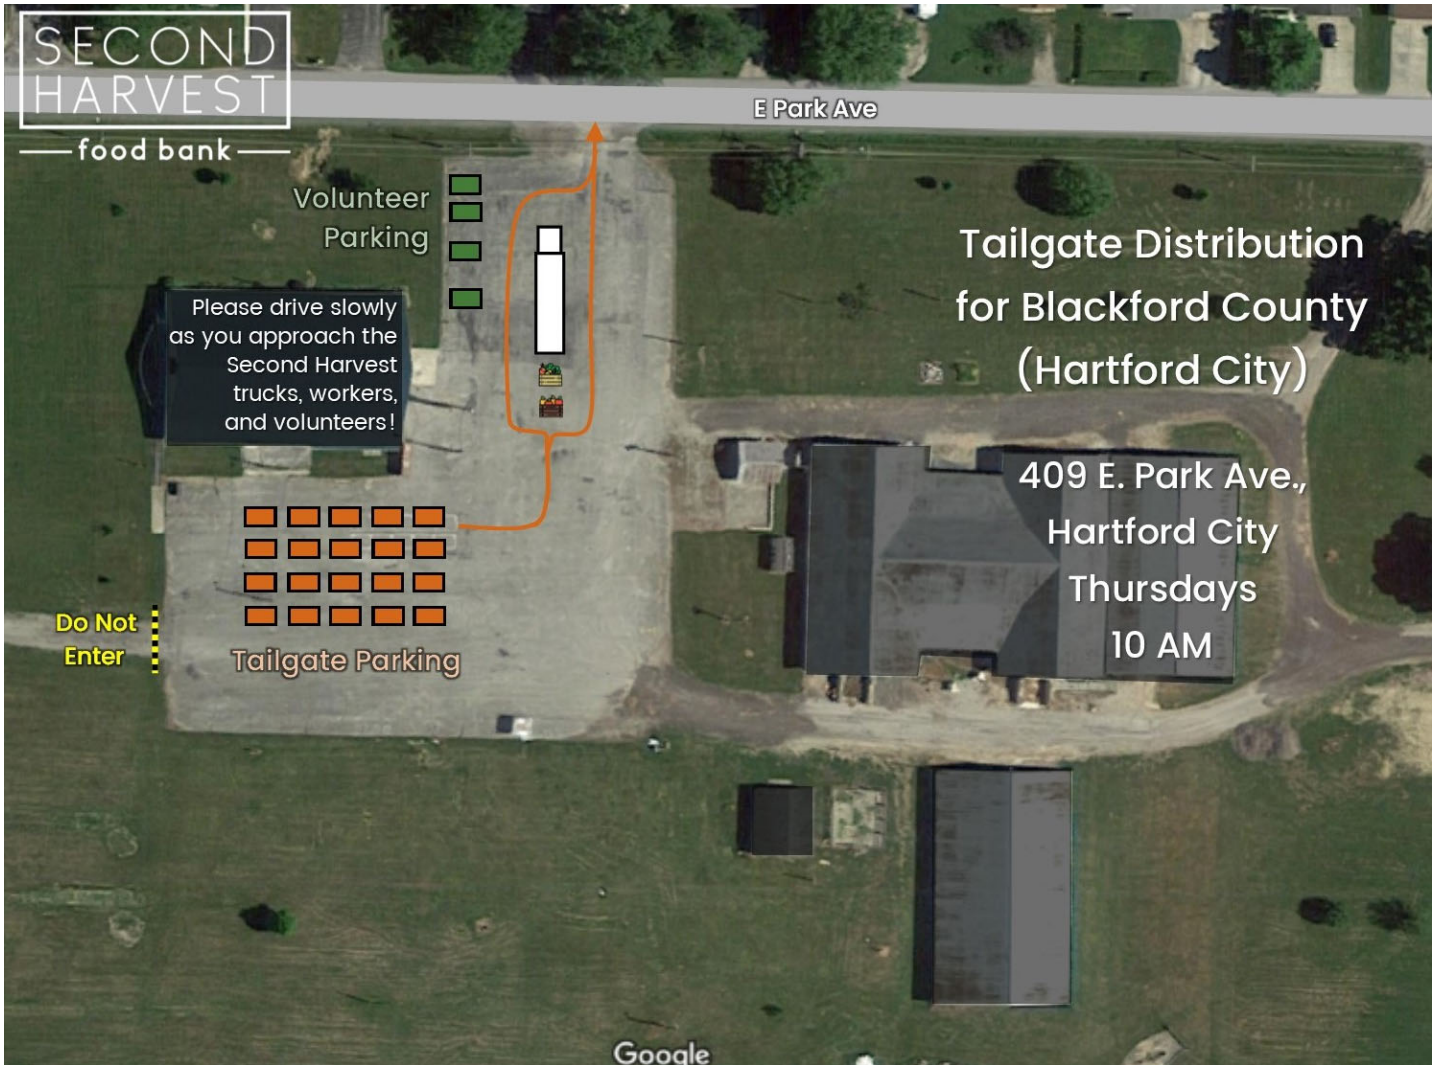 SECOND
HARVEST
food bank
E Park Ave
Volunteer
Parking
Please drive slowly
as you approach the
Second Harvest
trucks, workers,
and volunteers!
Tailgate Distribution
for Blackford County
(Hartford City)
409 E. Park Ave.,
Hartford City
Thursdays
10 AM
Do Not
Enter
Tailgate Parking
Google